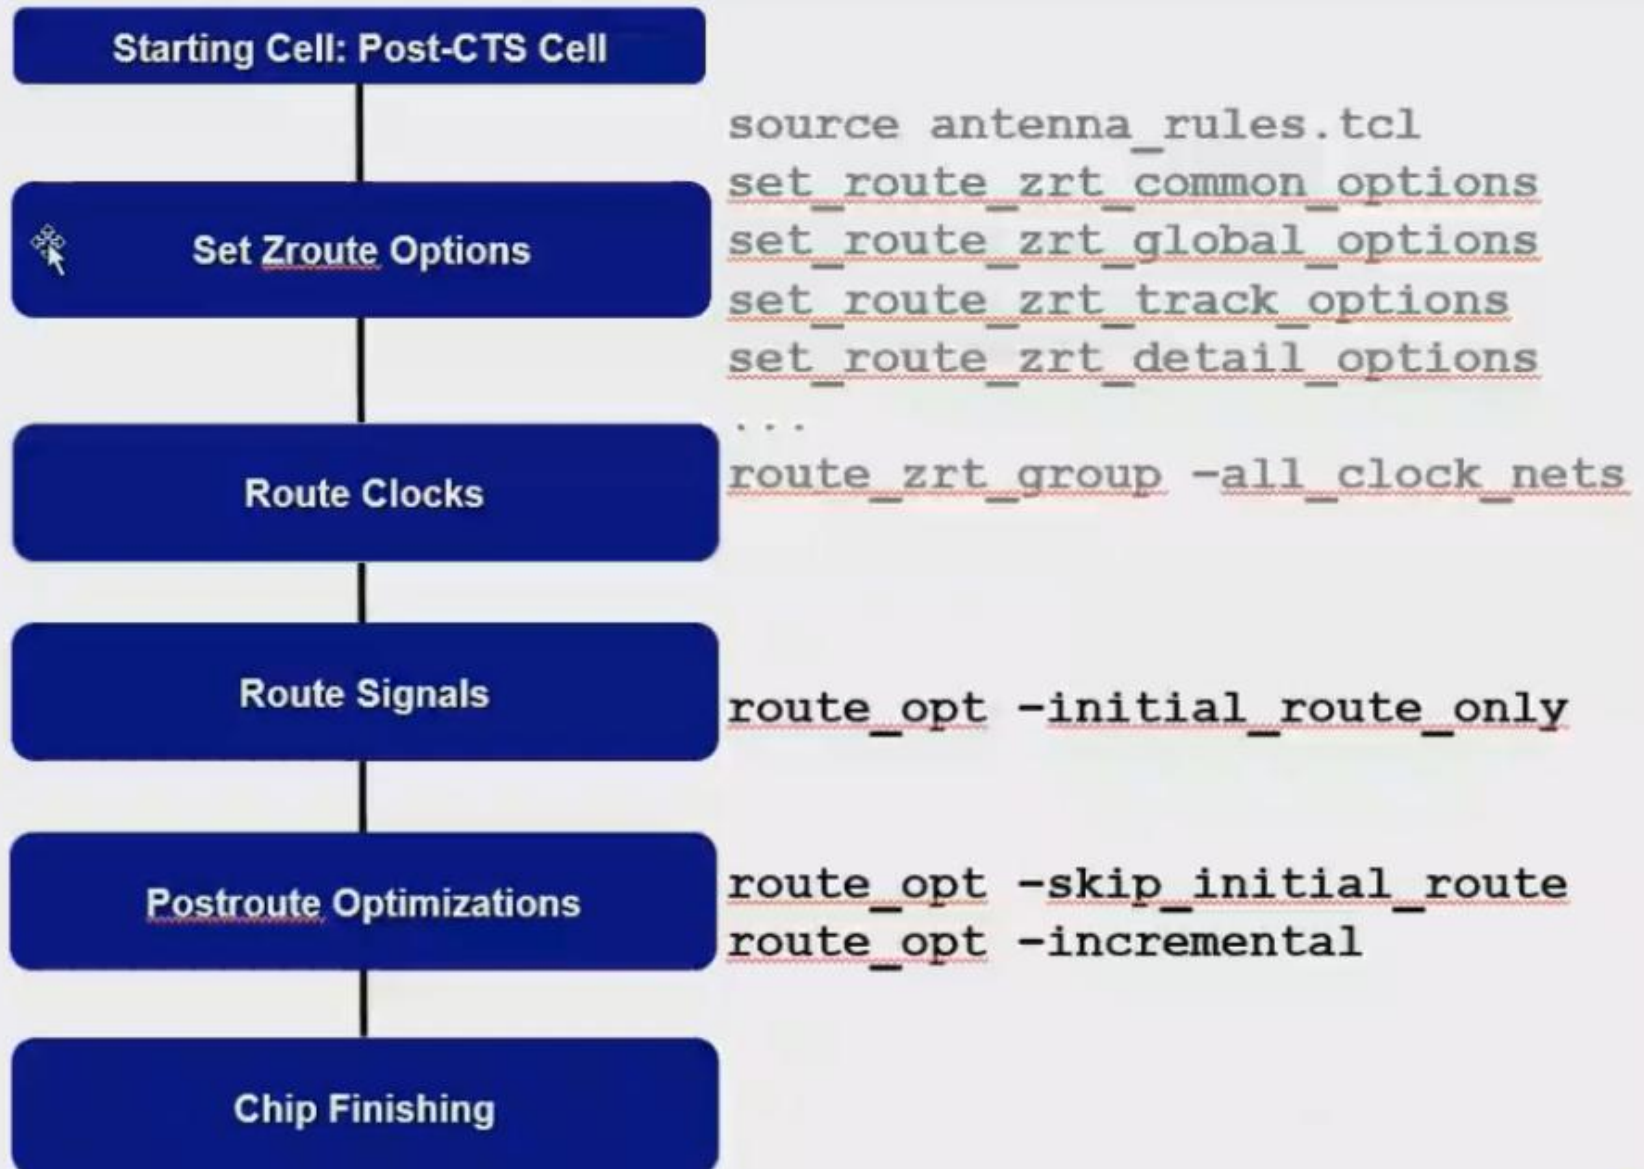 Starting Cell: Post-CTS Cell
source antenna_rules.tcl
set_route_zrt_common_options
Set Zroute Options
set_route_zrt_global_options
set_route_zrt_track_options
set_route_zrt_detail_options
...
Route Clocks
route_zrt_group -all_clock_nets
Route Signals
route_opt -initial_route_only
Postroute Optimizations
route_opt -skip_initial_route
route_opt -incremental
Chip Finishing